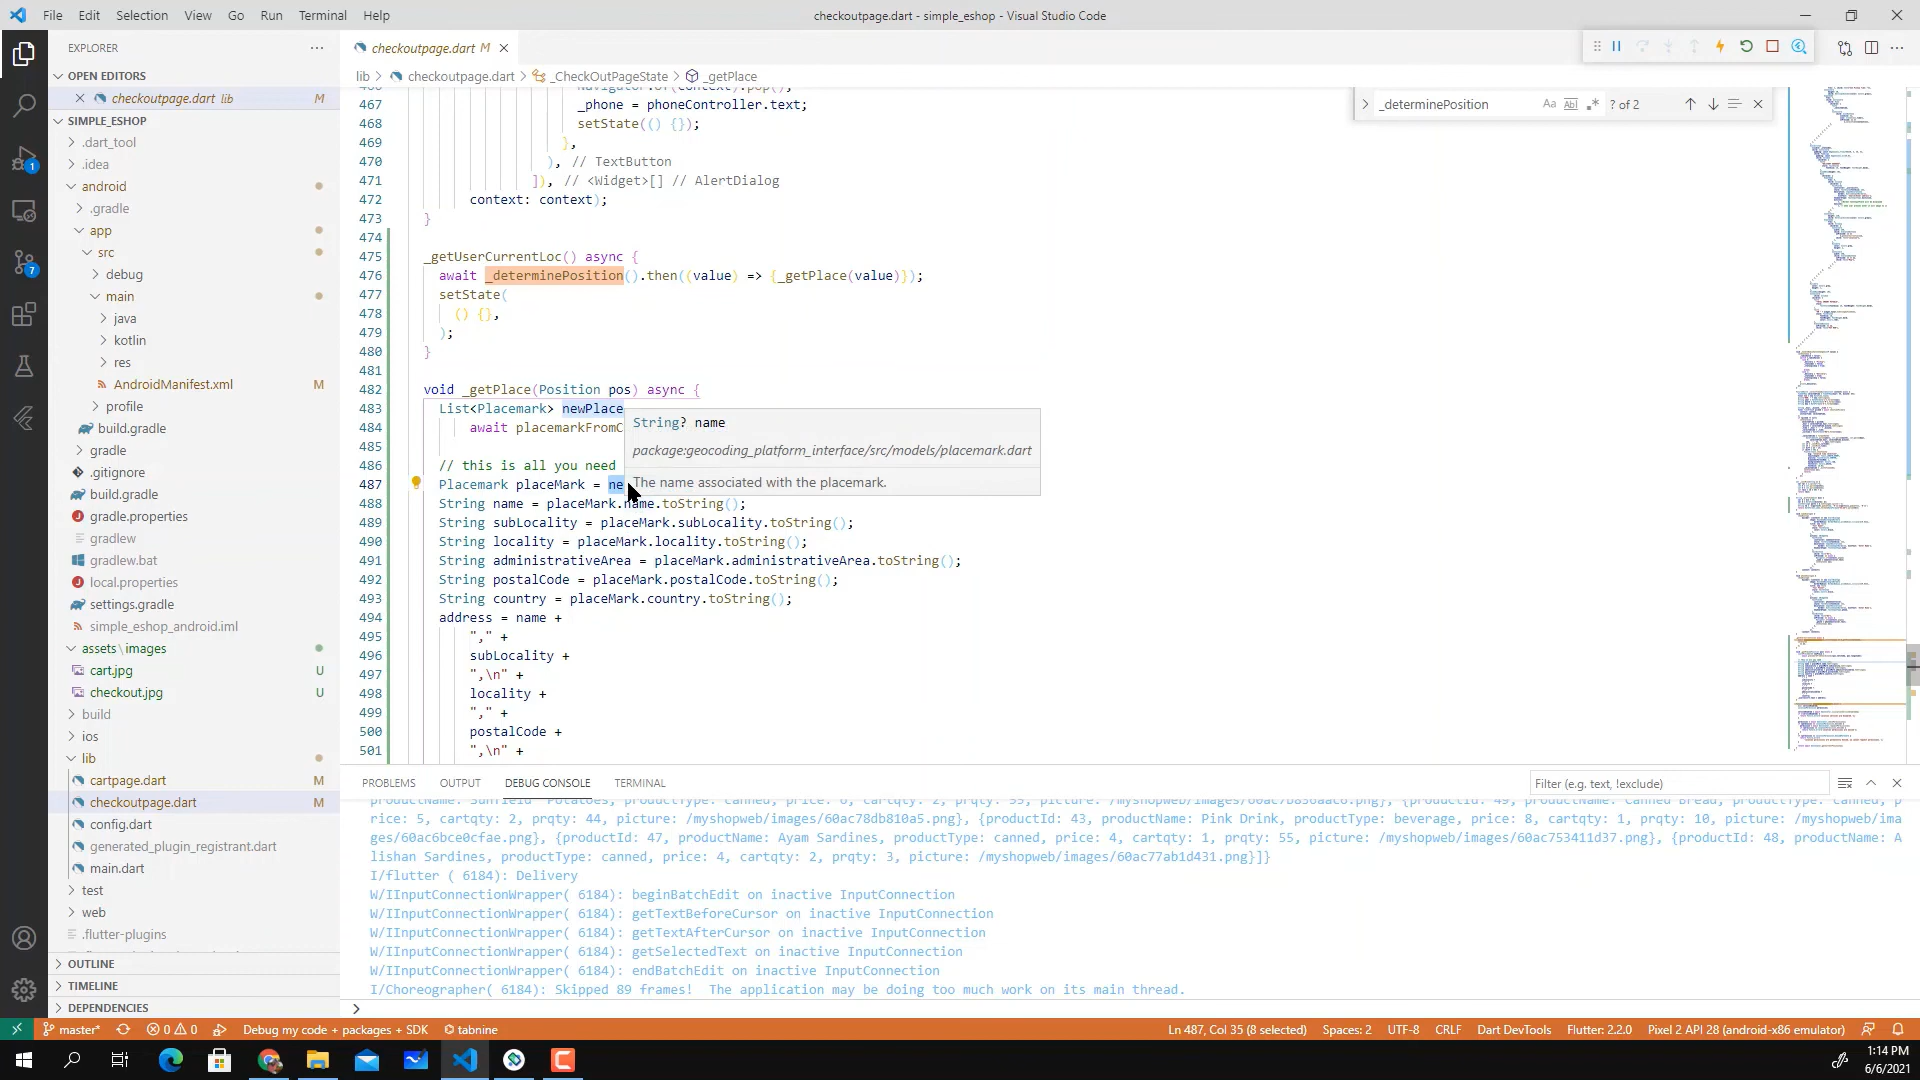 File Edit Selection View Go Run Terminal Help
checkoutpage.dart - simple_eshop - Visual Studio Code
EXPLORER
OPEN EDITORS
checkoutpage.dart lib M
SIMPLE_ESHOP
.dart_tool
.idea
android
.gradle
app
src
debug
main
java
kotlin
res
AndroidManifest.xml M
profile
build.gradle
gradle
.gitignore
build.gradle
gradle.properties
gradlew
gradlew.bat
local.properties
settings.gradle
simple_eshop_android.iml
assets\images
cart.jpg U
checkout.jpg U
build
ios
lib
cartpage.dart M
checkoutpage.dart M
config.dart
generated_plugin_registrant.dart
main.dart
test
web
.flutter-plugins
OUTLINE
TIMELINE
DEPENDENCIES
1
7
checkoutpage.dart M
lib > checkoutpage.dart > _CheckOutPageState > _getPlace
_determinePosition Aa Abl .* ? of 2
466 Navigator.of(context).pop();
467 _phone = phoneController.text;
468 setState(() {});
469 },
470 ), // TextButton
471 ]), // <Widget>[] // AlertDialog
472 context: context);
473 }
474
475 _getUserCurrentLoc() async {
476 await _determinePosition().then((value) => {_getPlace(value)});
477 setState(
478 () {},
479 );
480 }
481
482 void _getPlace(Position pos) async {
483 List<Placemark> newPlace
484 await placemarkFromC
485
486 // this is all you need
487 Placemark placeMark = ne
488 String name = placeMark.name.toString();
489 String subLocality = placeMark.subLocality.toString();
490 String locality = placeMark.locality.toString();
491 String administrativeArea = placeMark.administrativeArea.toString();
492 String postalCode = placeMark.postalCode.toString();
493 String country = placeMark.country.toString();
494 address = name +
495 "," +
496 subLocality +
497 ",\n" +
498 locality +
499 "," +
500 postalCode +
501 ",\n" +
String? name
package:geocoding_platform_interface/src/models/placemark.dart
The name associated with the placemark.
PROBLEMS OUTPUT DEBUG CONSOLE TERMINAL
Filter (e.g. text, !exclude)
rice: 5, cartqty: 2, prqty: 44, picture: /myshopweb/images/60ac78db810a5.png}, {productId: 43, productName: Pink Drink, productType: beverage, price: 8, cartqty: 1, prqty: 10, picture: /myshopweb/ima
ges/60ac6bce0cfae.png}, {productId: 47, productName: Ayam Sardines, productType: canned, price: 4, cartqty: 1, prqty: 55, picture: /myshopweb/images/60ac753411d37.png}, {productId: 48, productName: A
lishan Sardines, productType: canned, price: 4, cartqty: 2, prqty: 3, picture: /myshopweb/images/60ac77ab1d431.png}]}
I/flutter ( 6184): Delivery
W/IInputConnectionWrapper( 6184): beginBatchEdit on inactive InputConnection
W/IInputConnectionWrapper( 6184): getTextBeforeCursor on inactive InputConnection
W/IInputConnectionWrapper( 6184): getTextAfterCursor on inactive InputConnection
W/IInputConnectionWrapper( 6184): getSelectedText on inactive InputConnection
W/IInputConnectionWrapper( 6184): endBatchEdit on inactive InputConnection
I/Choreographer( 6184): Skipped 89 frames! The application may be doing too much work on its main thread.
master* 0 0 Debug my code + packages + SDK tabnine
Ln 487, Col 35 (8 selected) Spaces: 2 UTF-8 CRLF Dart DevTools Flutter: 2.2.0 Pixel 2 API 28 (android-x86 emulator)
1:14 PM
6/6/2021